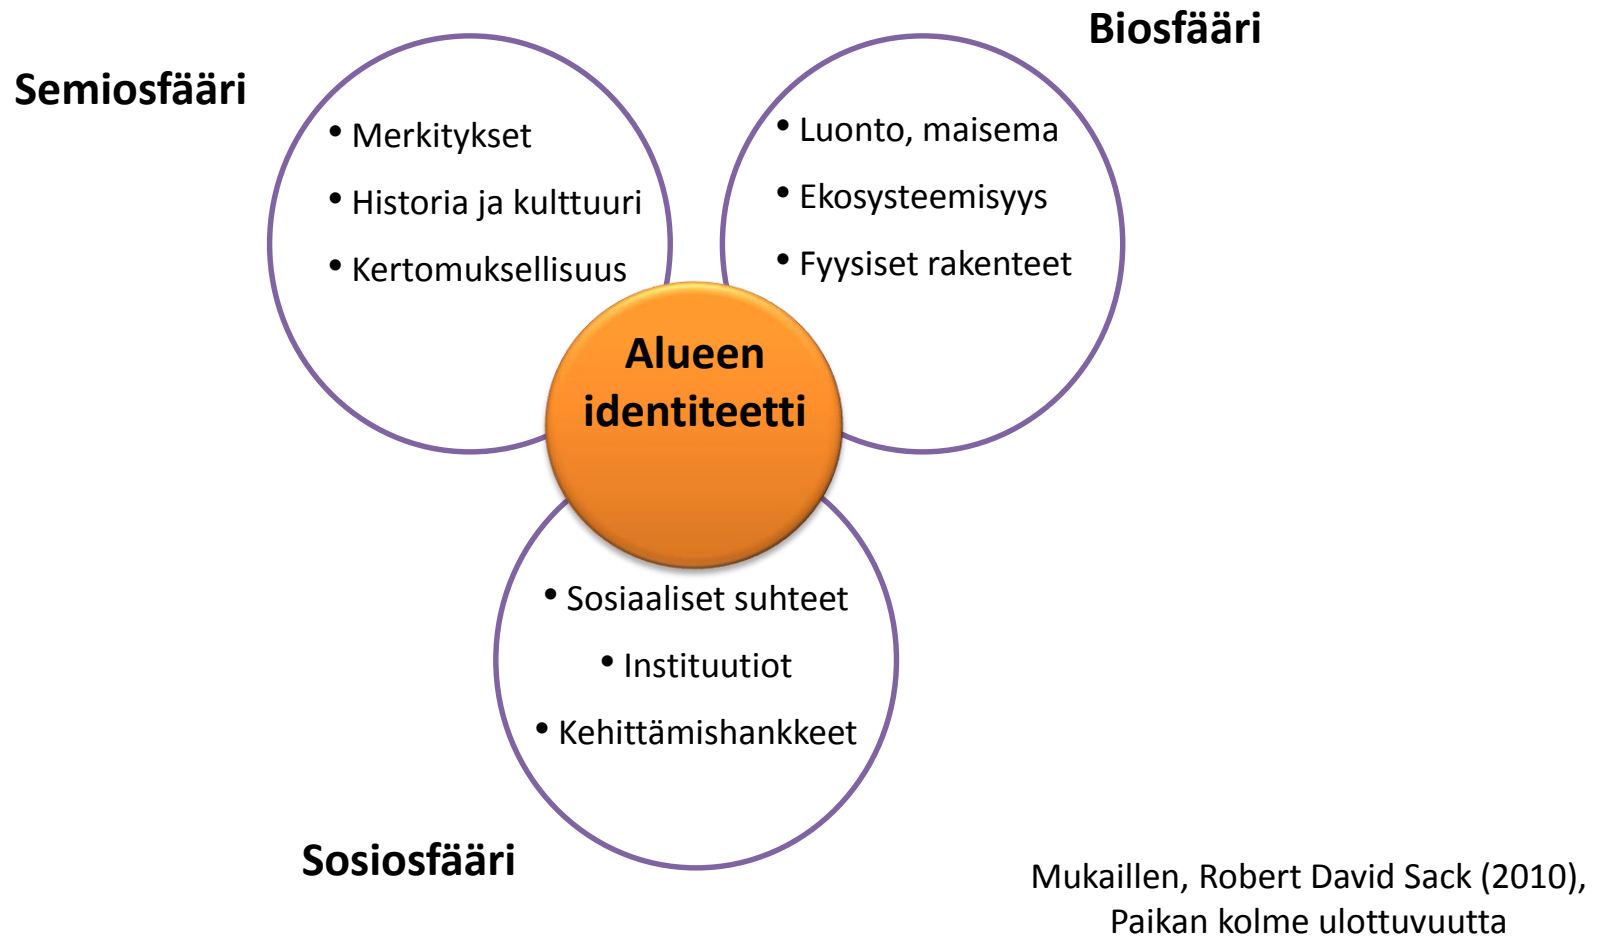 Semiosfääri
• Merkitykset
• Historia ja kulttuuri
• Kertomuksellisuus
Biosfääri
• Luonto, maisema
• Ekosysteemisyys
• Fyysiset rakenteet
Alueen
identiteetti
• Sosiaaliset suhteet
• Instituutiot
• Kehittämishankkeet
Sosiosfääri
Mukaillen, Robert David Sack (2010),
Paikan kolme ulottuvuutta